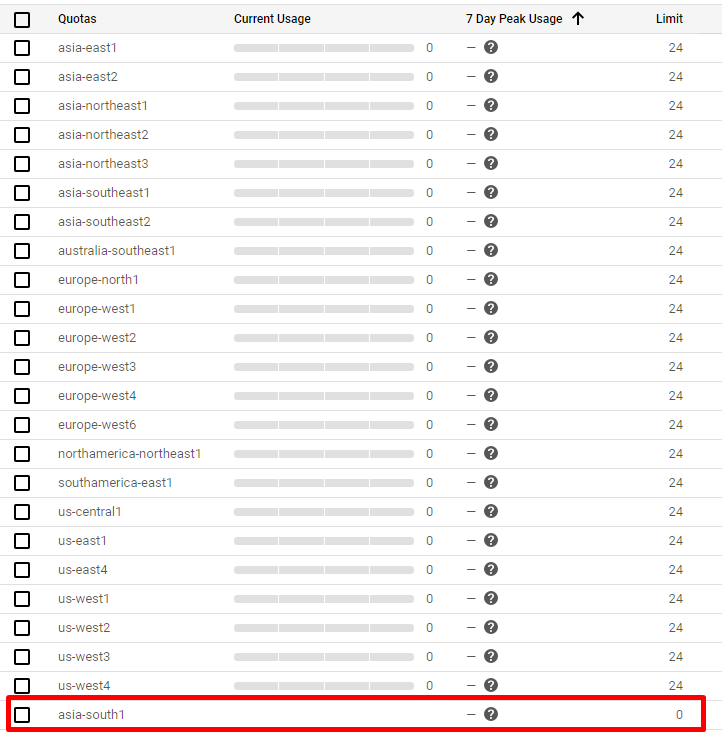 Quotas Current Usage 7 Day Peak Usage Limit
asia-east1 0 – ? 24
asia-east2 0 – ? 24
asia-northeast1 0 – ? 24
asia-northeast2 0 – ? 24
asia-northeast3 0 – ? 24
asia-southeast1 0 – ? 24
asia-southeast2 0 – ? 24
australia-southeast1 0 – ? 24
europe-north1 0 – ? 24
europe-west1 0 – ? 24
europe-west2 0 – ? 24
europe-west3 0 – ? 24
europe-west4 0 – ? 24
europe-west6 0 – ? 24
northamerica-northeast1 0 – ? 24
southamerica-east1 0 – ? 24
us-central1 0 – ? 24
us-east1 0 – ? 24
us-east4 0 – ? 24
us-west1 0 – ? 24
us-west2 0 – ? 24
us-west3 0 – ? 24
us-west4 0 – ? 24
asia-south1 – ? 0